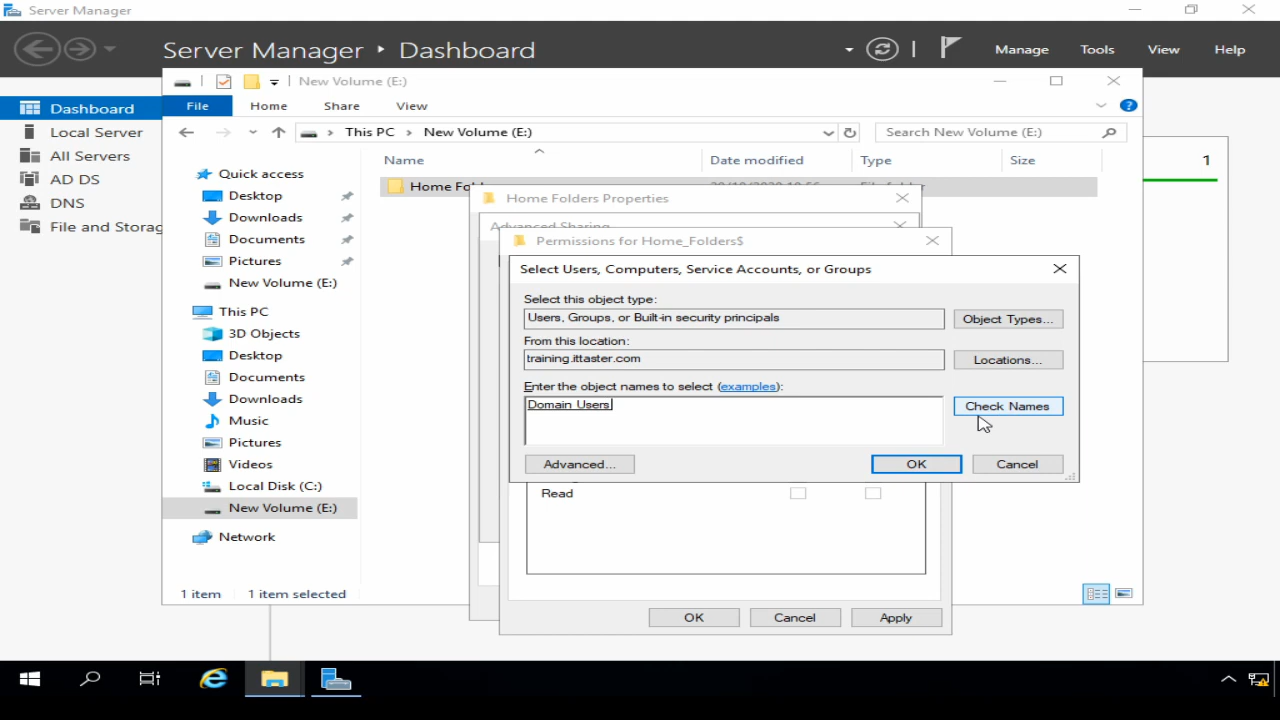 Server Manager
Server Manager ‣ Dashboard
Manage Tools View Help
New Volume (E:)
File Home Share View
This PC > New Volume (E:)
Search New Volume (E:)
Dashboard
Local Server
All Servers
AD DS
DNS
File and Storag
Quick access
Desktop
Downloads
Documents
Pictures
New Volume (E:)
This PC
3D Objects
Desktop
Documents
Downloads
Music
Pictures
Videos
Local Disk (C:)
New Volume (E:)
Network
Name Date modified Type Size
Home Fol
1
Home Folders Properties
Advanced Sharing
Permissions for Home_Folders$
Select Users, Computers, Service Accounts, or Groups
Select this object type:
Users, Groups, or Built-in security principals
Object Types...
From this location:
training.ittaster.com
Locations...
Enter the object names to select (examples):
Domain Users
Check Names
Advanced...
OK
Cancel
Read
OK Cancel Apply
1 item 1 item selected